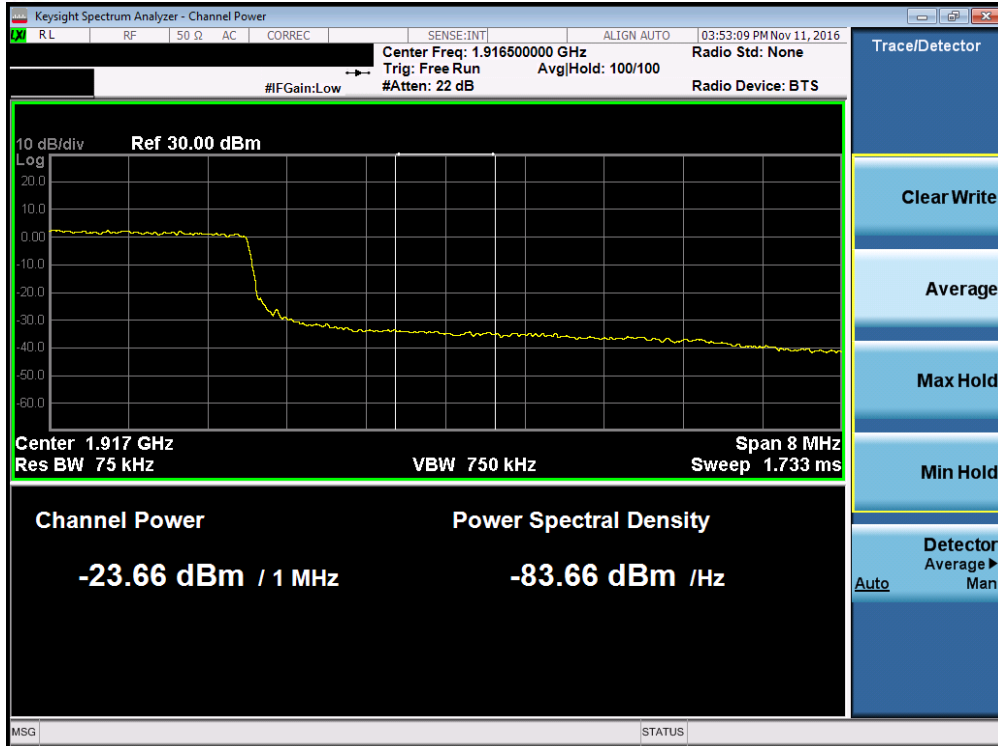 Keysight Spectrum Analyzer - Channel Power
LXI RL RF 50 Ω AC CORREC SENSE:INT ALIGN AUTO 03:53:09 PM Nov 11, 2016
Center Freq: 1.916500000 GHz Radio Std: None
Trig: Free Run Avg|Hold: 100/100
#IFGain:Low #Atten: 22 dB Radio Device: BTS
Trace/Detector
10 dB/div Ref 30.00 dBm
Log
20.0
10.0
0.00
-10.0
-20.0
-30.0
-40.0
-50.0
-60.0
Center 1.917 GHz Span 8 MHz
Res BW 75 kHz VBW 750 kHz Sweep 1.733 ms
Channel Power Power Spectral Density
-23.66 dBm / 1 MHz -83.66 dBm /Hz
Clear Write
Average
Max Hold
Min Hold
Detector
Average
Auto Man
MSG STATUS